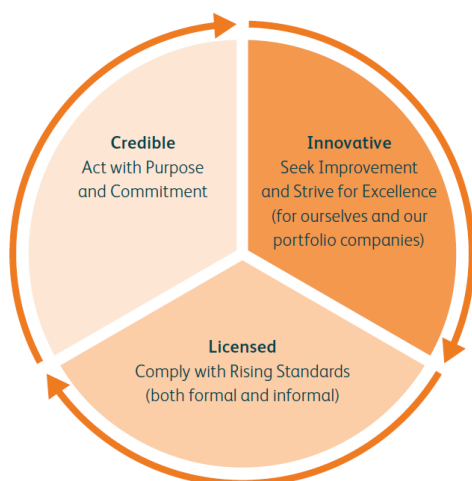 Credible
Act with Purpose
and Commitment
Innovative
Seek Improvement
and Strive for Excellence
(for ourselves and our
portfolio companies)
Licensed
Comply with Rising Standards
(both formal and informal)